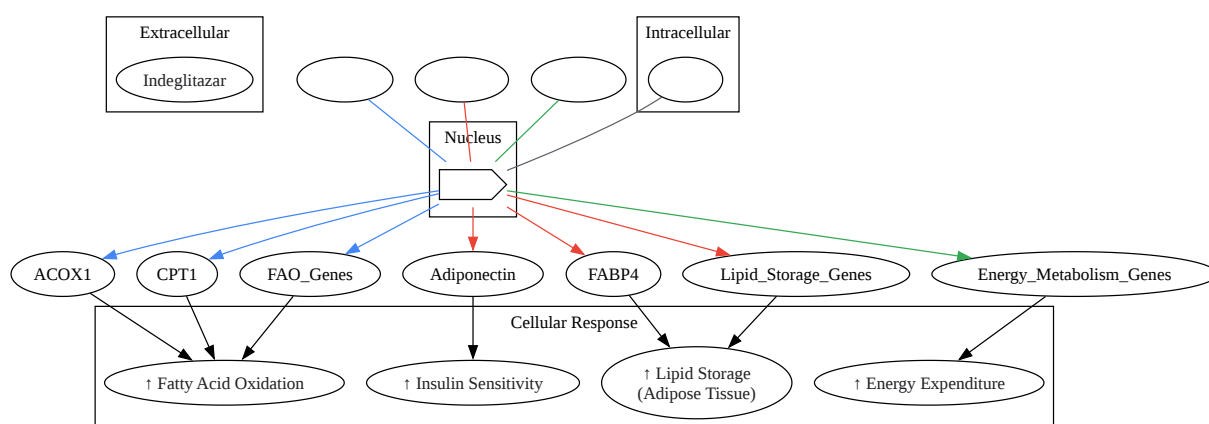 Extracellular
Intracellular
Indeglitazar
Nucleus
ACOX1
CPT1
FAO_Genes
Adiponectin
FABP4
Lipid_Storage_Genes
Energy_Metabolism_Genes
Cellular Response
↑ Fatty Acid Oxidation
↑ Insulin Sensitivity
↑ Lipid Storage
(Adipose Tissue)
↑ Energy Expenditure